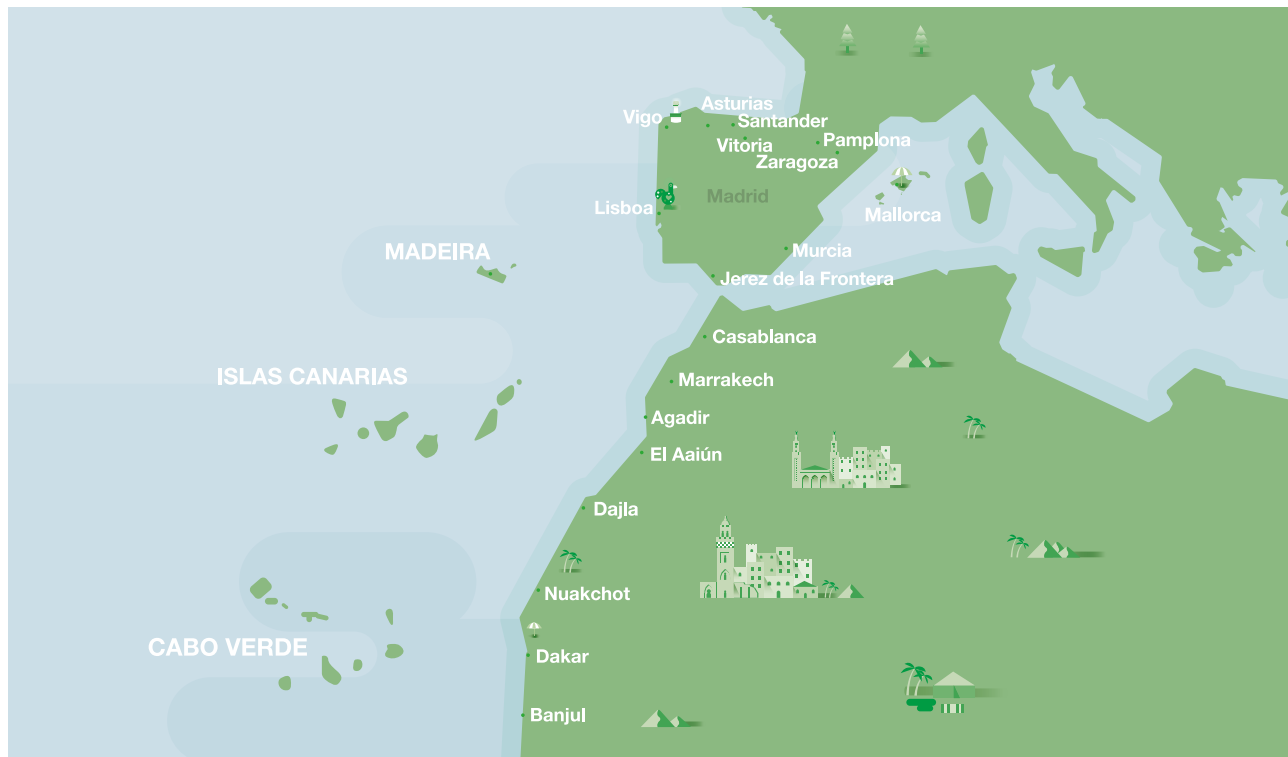 Asturias
Vigo
Santander
Vitoria
Pamplona
Zaragoza
Madrid
Lisboa
Mallorca
MADEIRA
Murcia
Jerez de la Frontera
Casablanca
ISLAS CANARIAS
Marrakech
Agadir
El Aaiún
Dajla
Nuakchot
CABO VERDE
Dakar
Banjul